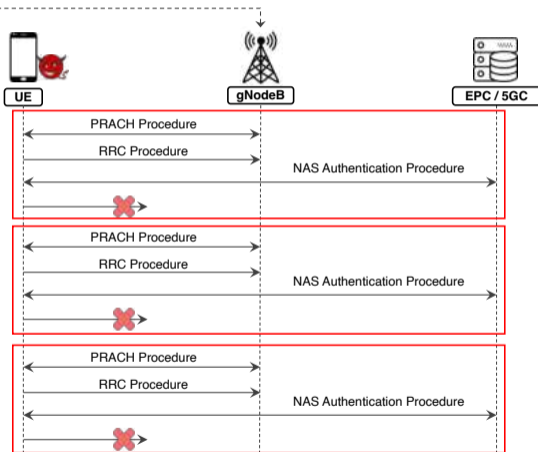 UE
gNodeB
EPC / 5GC
PRACH Procedure
RRC Procedure
NAS Authentication Procedure
PRACH Procedure
RRC Procedure
NAS Authentication Procedure
PRACH Procedure
RRC Procedure
NAS Authentication Procedure